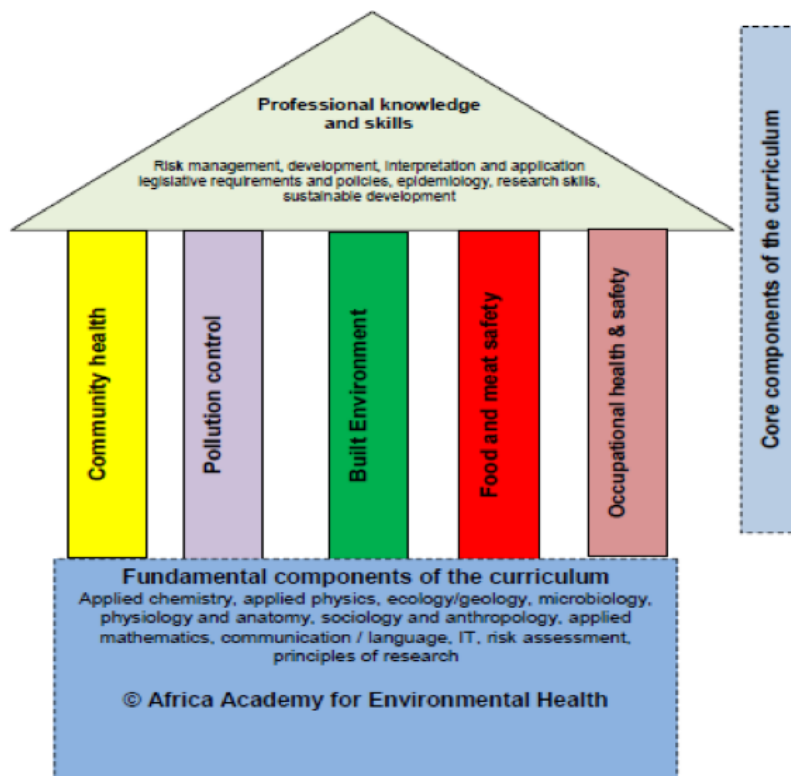 Professional knowledge
and skills
Risk management, development, interpretation and application
legislative requirements and policies, epidemiology, research skills,
sustainable development
Core components of the curriculum
Community health
Pollution control
Built Environment
Food and meat safety
Occupational health & safety
Fundamental components of the curriculum
Applied chemistry, applied physics, ecology/geology, microbiology,
physiology and anatomy, sociology and anthropology, applied
mathematics, communication / language, IT, risk assessment,
principles of research
© Africa Academy for Environmental Health